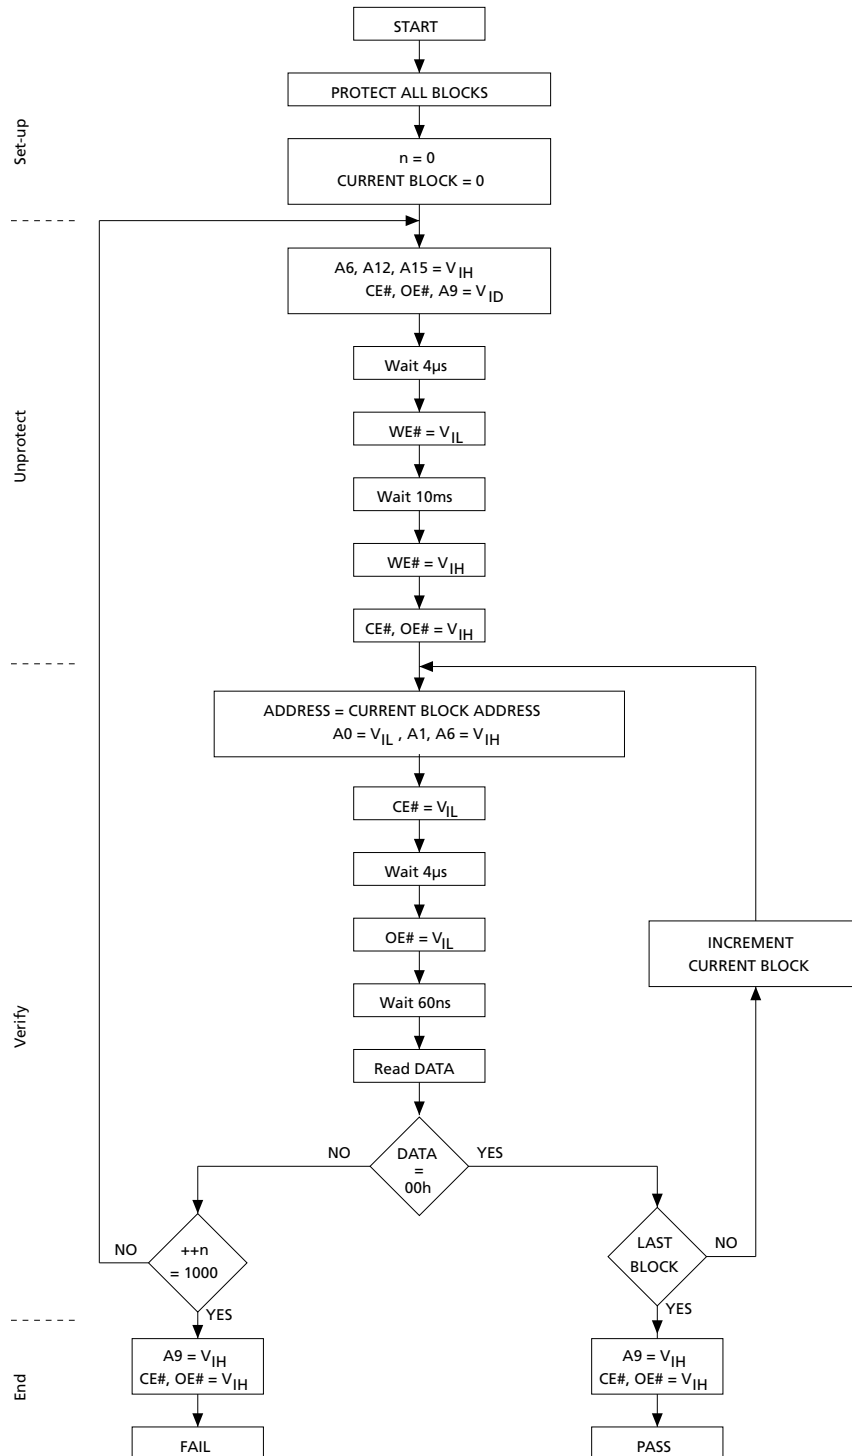 START
PROTECT ALL BLOCKS
Set-up
n = 0
CURRENT BLOCK = 0
A6, A12, A15 = VIH
CE#, OE#, A9 = VID
Wait 4µs
WE# = VIL
Unprotect
Wait 10ms
WE# = VIH
CE#, OE# = VIH
ADDRESS = CURRENT BLOCK ADDRESS
A0 = VIL , A1, A6 = VIH
CE# = VIL
Wait 4µs
OE# = VIL
INCREMENT
CURRENT BLOCK
Wait 60ns
Verify
Read DATA
NO
DATA
=
00h
YES
NO
++n
= 1000
YES
LAST
BLOCK
NO
YES
End
A9 = VIH
CE#, OE# = VIH
A9 = VIH
CE#, OE# = VIH
FAIL
PASS